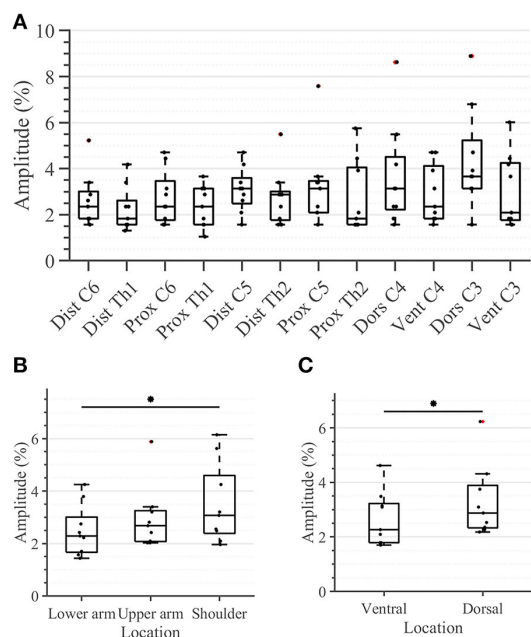 A
Amplitude (%)
10
8
6
4
2
0
Dist C6
Dist Th1
Prox C6
Prox Th1
Dist C5
Dist Th2
Prox C5
Prox Th2
Dors C4
Vent C4
Dors C3
Vent C3
B
*
Amplitude (%)
6
4
2
0
Lower arm Upper arm Shoulder
Location
C
*
Amplitude (%)
6
4
2
0
Ventral Dorsal
Location